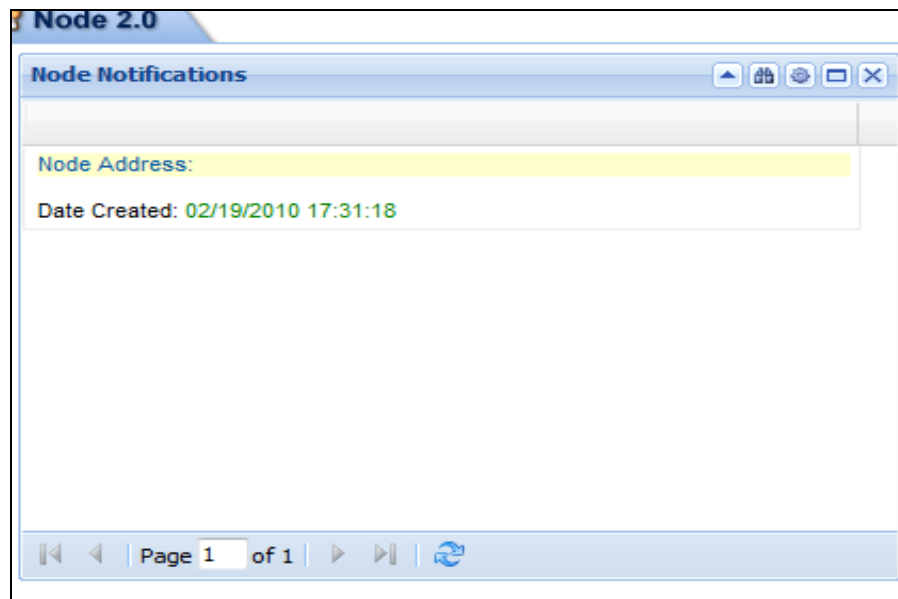 Node 2.0
Node Notifications
Node Address:
Date Created: 02/19/2010 17:31:18
Page 1 of 1